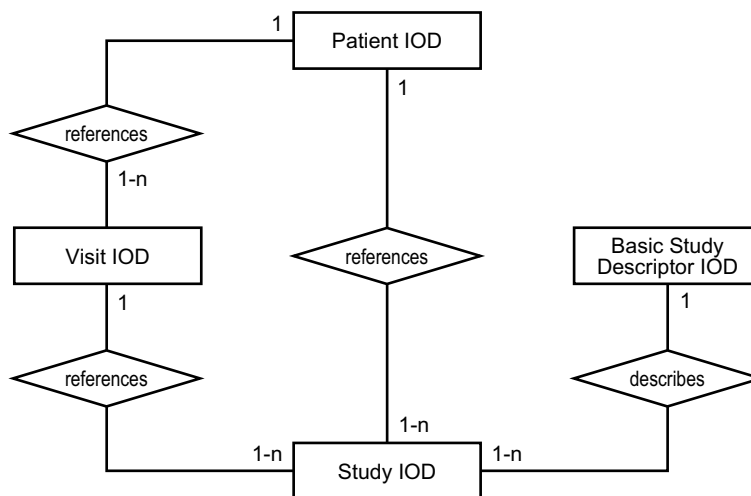 1
Patient IOD
1
references
1-n
Visit IOD
references
Basic Study
Descriptor IOD
1
1
references
describes
1-n
1-n
1-n
Study IOD